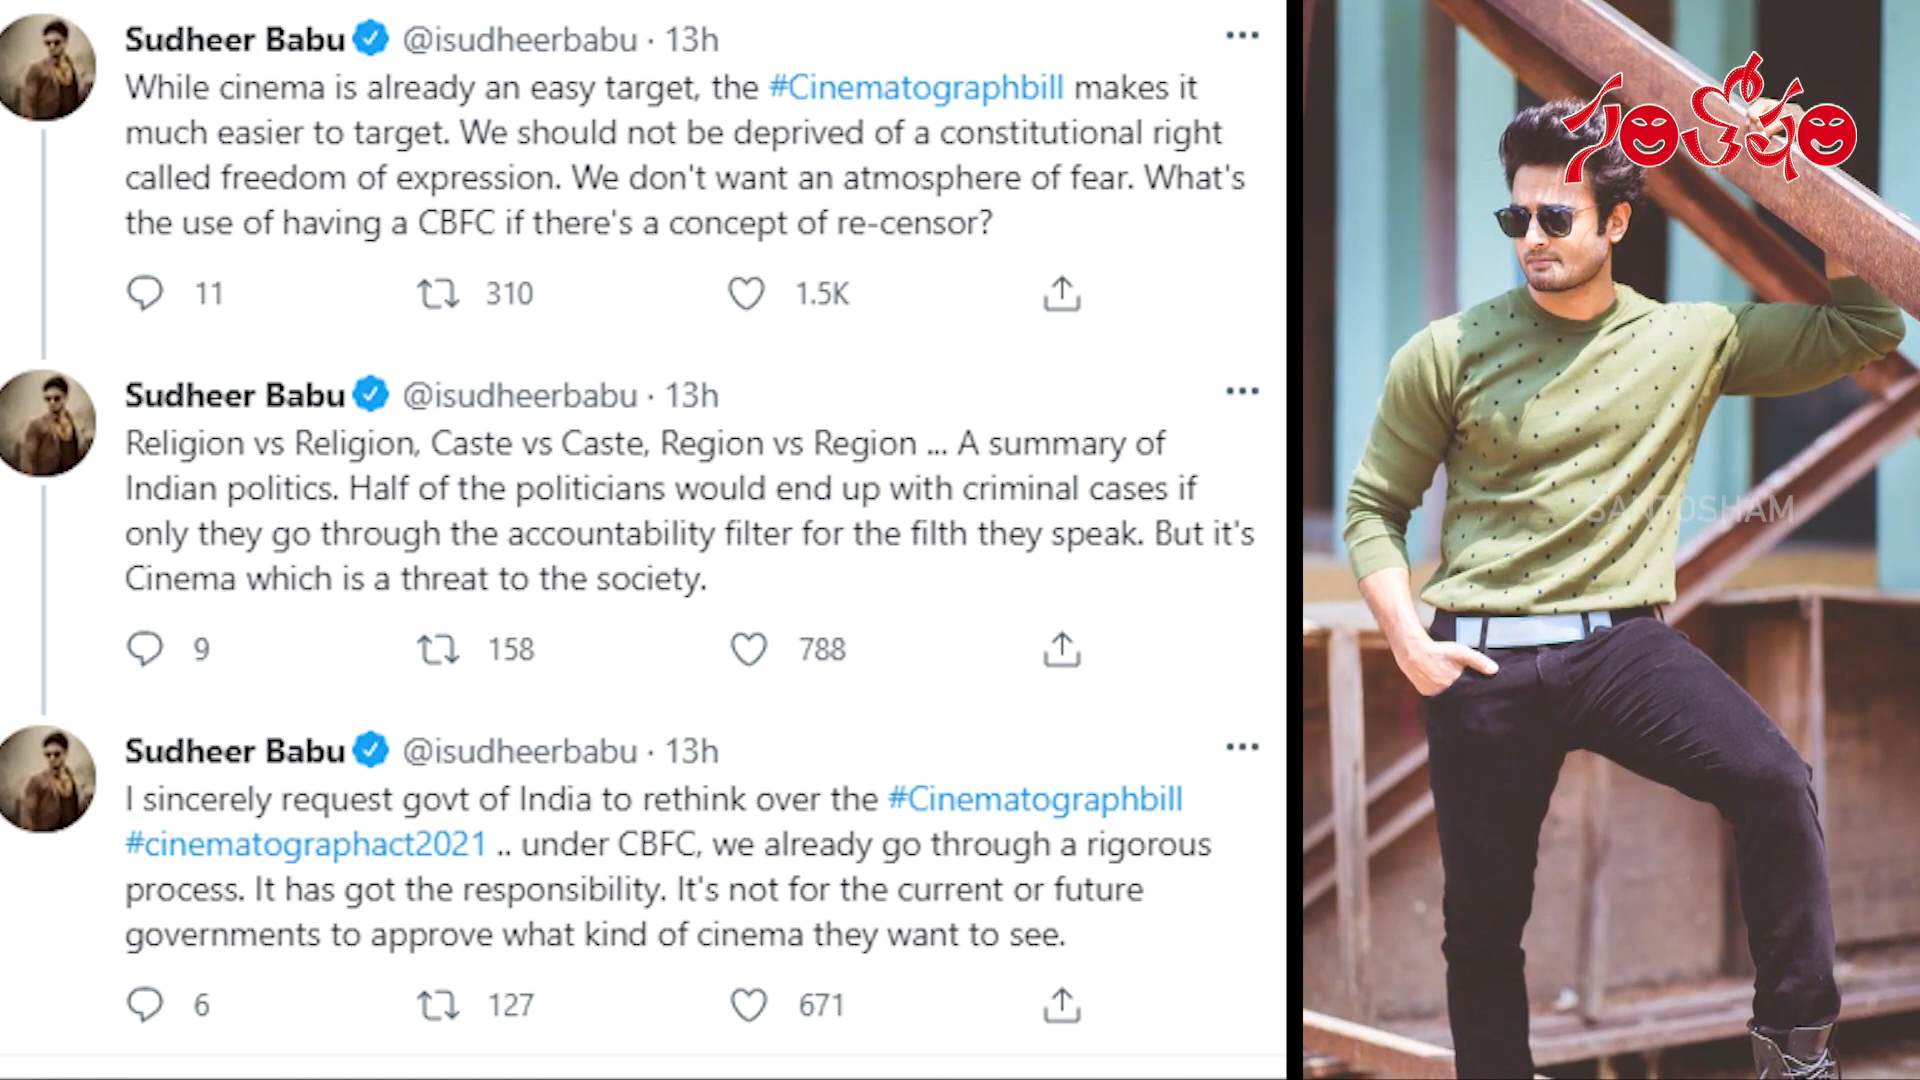 Sudheer Babu @isudheerbabu · 13h
While cinema is already an easy target, the #Cinematographbill makes it
much easier to target. We should not be deprived of a constitutional right
called freedom of expression. We don't want an atmosphere of fear. What's
the use of having a CBFC if there's a concept of re-censor?
11 310 1.5K
Sudheer Babu @isudheerbabu · 13h
Religion vs Religion, Caste vs Caste, Region vs Region ... A summary of
Indian politics. Half of the politicians would end up with criminal cases if
only they go through the accountability filter for the filth they speak. But it's
Cinema which is a threat to the society.
9 158 788
Sudheer Babu @isudheerbabu · 13h
I sincerely request govt of India to rethink over the #Cinematographbill
#cinematographact2021 .. under CBFC, we already go through a rigorous
process. It has got the responsibility. It's not for the current or future
governments to approve what kind of cinema they want to see.
6 127 671
సంతోషం
SANTOSHAM